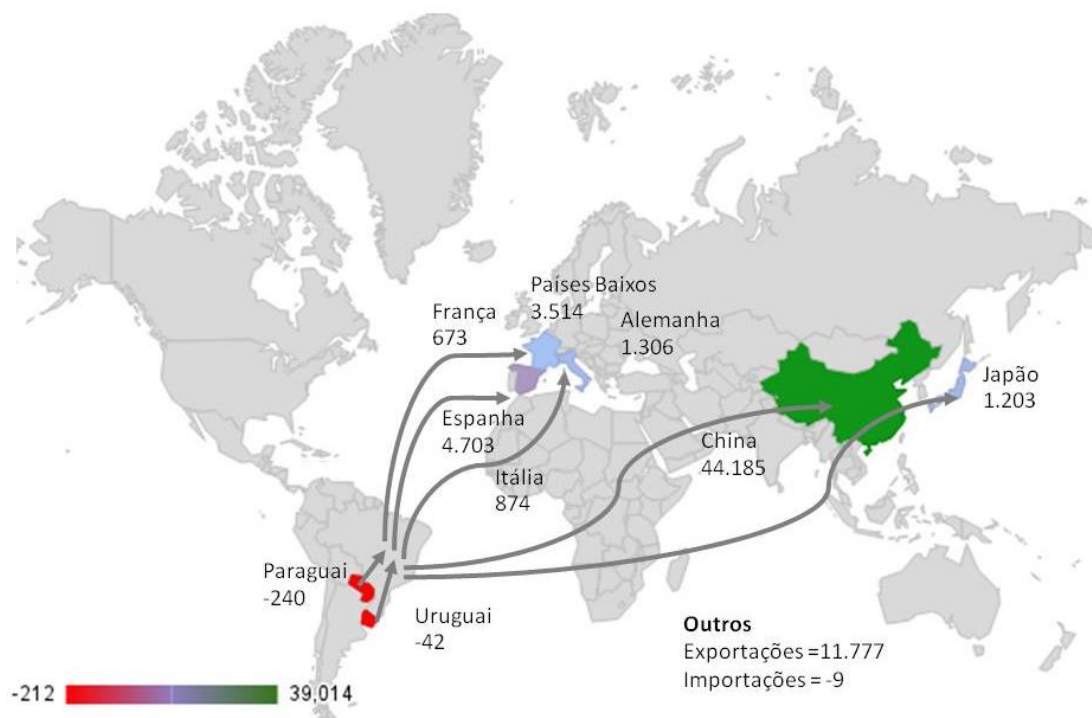 Países Baixos
3.514
França
673
Alemanha
1.306
Japão
1.203
Espanha
4.703
China
44.185
Itália
874
Paraguai
-240
Uruguai
-42
Outros
Exportações =11.777
Importações = -9
-212
39,014